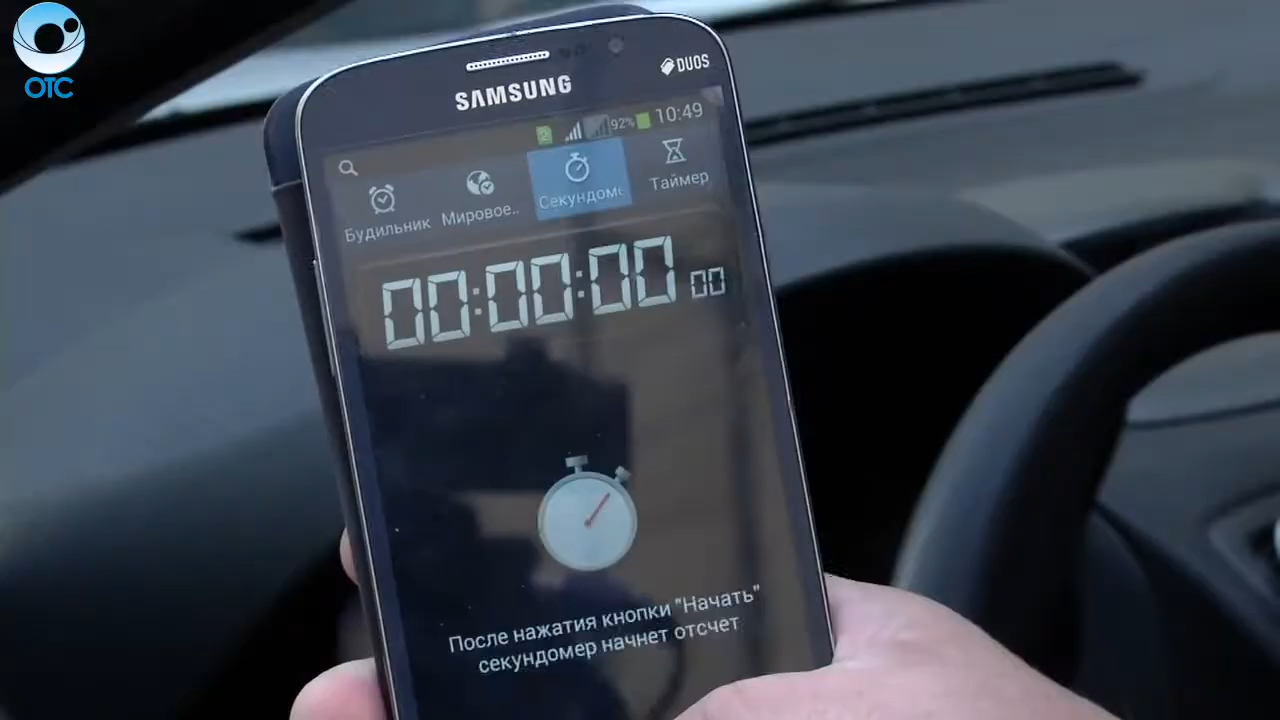 ОТС
DUOS
SAMSUNG
92% 10:49
Будильник Мировое.. Секундоме Таймер
00:00:00 00
После нажатия кнопки "Начать"
секундомер начнет отсчет